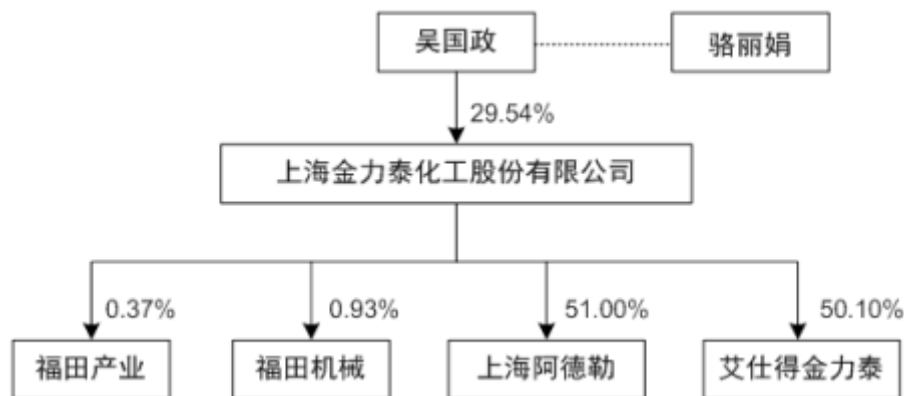 吴国政
骆丽娟
29.54%
上海金力泰化工股份有限公司
0.37%
0.93%
51.00%
50.10%
福田产业
福田机械
上海阿德勒
艾仕得金力泰